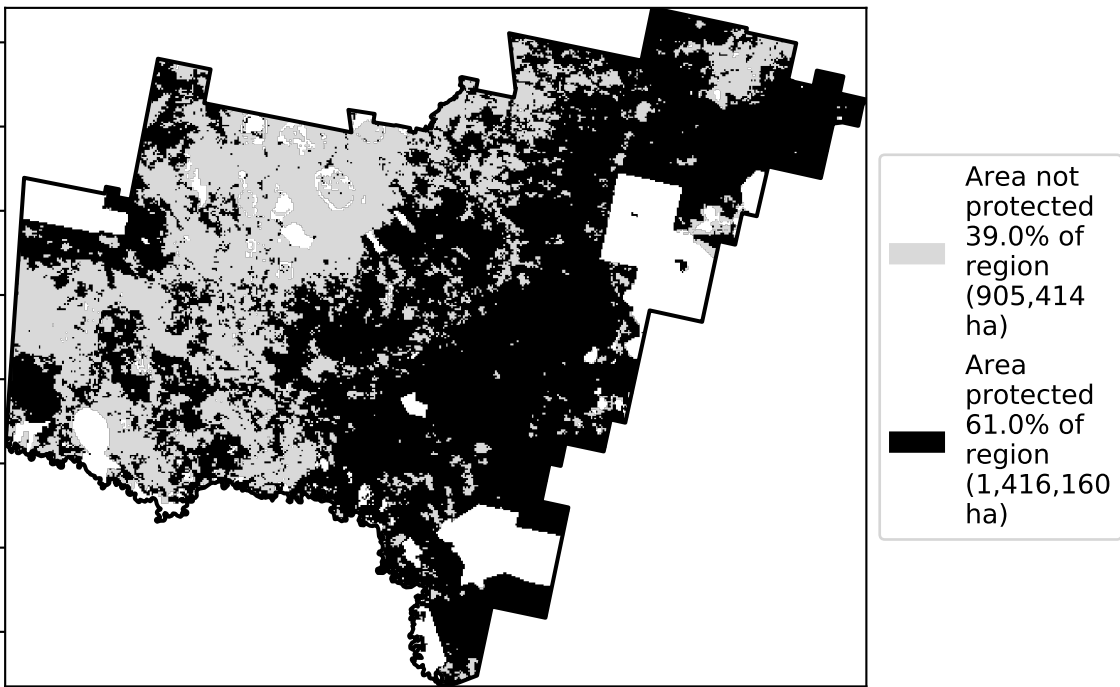 Area not
protected
39.0% of
region
(905,414
ha)
Area
protected
61.0% of
region
(1,416,160
ha)